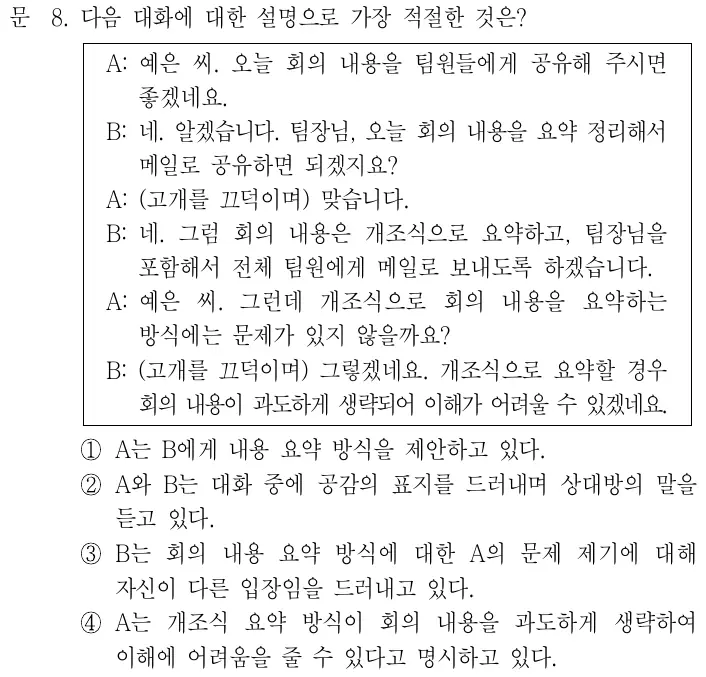 문 8. 다음 대화에 대한 설명으로 가장 적절한 것은?
A: 예은 씨. 오늘 회의 내용을 팀원들에게 공유해 주시면
좋겠네요.
B: 네. 알겠습니다. 팀장님, 오늘 회의 내용을 요약 정리해서
메일로 공유하면 되겠지요?
A: (고개를 끄덕이며) 맞습니다.
B: 네. 그럼 회의 내용은 개조식으로 요약하고, 팀장님을
포함해서 전체 팀원에게 메일로 보내도록 하겠습니다.
A: 예은 씨. 그런데 개조식으로 회의 내용을 요약하는
방식에는 문제가 있지 않을까요?
B: (고개를 끄덕이며) 그렇겠네요. 개조식으로 요약할 경우
회의 내용이 과도하게 생략되어 이해가 어려울 수 있겠네요.
① A는 B에게 내용 요약 방식을 제안하고 있다.
② A와 B는 대화 중에 공감의 표지를 드러내며 상대방의 말을
듣고 있다.
③ B는 회의 내용 요약 방식에 대한 A의 문제 제기에 대해
자신이 다른 입장임을 드러내고 있다.
④ A는 개조식 요약 방식이 회의 내용을 과도하게 생략하여
이해에 어려움을 줄 수 있다고 명시하고 있다.